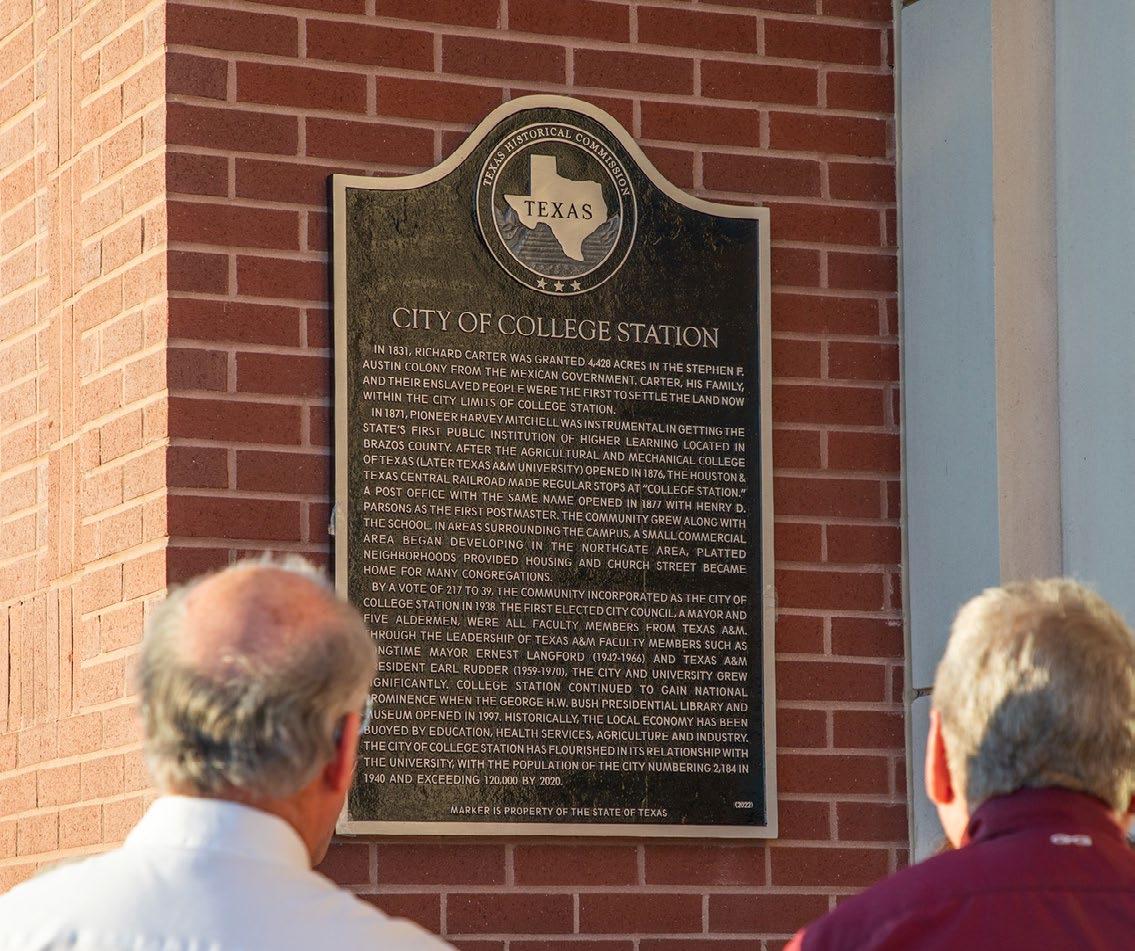 TEXAS HISTORICAL COMMISSION
TEXAS
CITY OF COLLEGE STATION
IN 1831, RICHARD CARTER WAS GRANTED 4,428 ACRES IN THE STEPHEN F.
AUSTIN COLONY FROM THE MEXICAN GOVERNMENT. CARTER, HIS FAMILY,
AND THEIR ENSLAVED PEOPLE WERE THE FIRST TO SETTLE THE LAND NOW
WITHIN THE CITY LIMITS OF COLLEGE STATION.
IN 1871, PIONEER HARVEY MITCHELL WAS INSTRUMENTAL IN GETTING THE
STATE'S FIRST PUBLIC INSTITUTION OF HIGHER LEARNING LOCATED IN
BRAZOS COUNTY. AFTER THE AGRICULTURAL AND MECHANICAL COLLEGE
OF TEXAS (LATER TEXAS A&M UNIVERSITY) OPENED IN 1876, THE HOUSTON &
TEXAS CENTRAL RAILROAD MADE REGULAR STOPS AT "COLLEGE STATION."
A POST OFFICE WITH THE SAME NAME OPENED IN 1877 WITH HENRY D.
PARSONS AS THE FIRST POSTMASTER. THE COMMUNITY GREW ALONG WITH
THE SCHOOL. IN AREAS SURROUNDING THE CAMPUS, A SMALL COMMERCIAL
AREA BEGAN DEVELOPING IN THE NORTHGATE AREA, PLATTED
NEIGHBORHOODS PROVIDED HOUSING AND CHURCH STREET BECAME
HOME FOR MANY CONGREGATIONS.
BY A VOTE OF 217 TO 39, THE COMMUNITY INCORPORATED AS THE CITY OF
COLLEGE STATION IN 1938. THE FIRST ELECTED CITY COUNCIL, A MAYOR AND
FIVE ALDERMEN, WERE ALL FACULTY MEMBERS FROM TEXAS A&M.
THROUGH THE LEADERSHIP OF TEXAS A&M FACULTY MEMBERS SUCH AS
NGTIME MAYOR ERNEST LANGFORD (1942-1966) AND TEXAS A&M
RESIDENT EARL RUDDER (1959-1970), THE CITY AND UNIVERSITY GREW
IGNIFICANTLY. COLLEGE STATION CONTINUED TO GAIN NATIONAL
ROMINENCE WHEN THE GEORGE H.W. BUSH PRESIDENTIAL LIBRARY AND
MUSEUM OPENED IN 1997. HISTORICALLY, THE LOCAL ECONOMY HAS BEEN
BUOYED BY EDUCATION, HEALTH SERVICES, AGRICULTURE AND INDUSTRY.
THE CITY OF COLLEGE STATION HAS FLOURISHED IN ITS RELATIONSHIP WITH
THE UNIVERSITY, WITH THE POPULATION OF THE CITY NUMBERING 2,184 IN
1940 AND EXCEEDING 120,000 BY 2020.
(2022)
MARKER IS PROPERTY OF THE STATE OF TEXAS